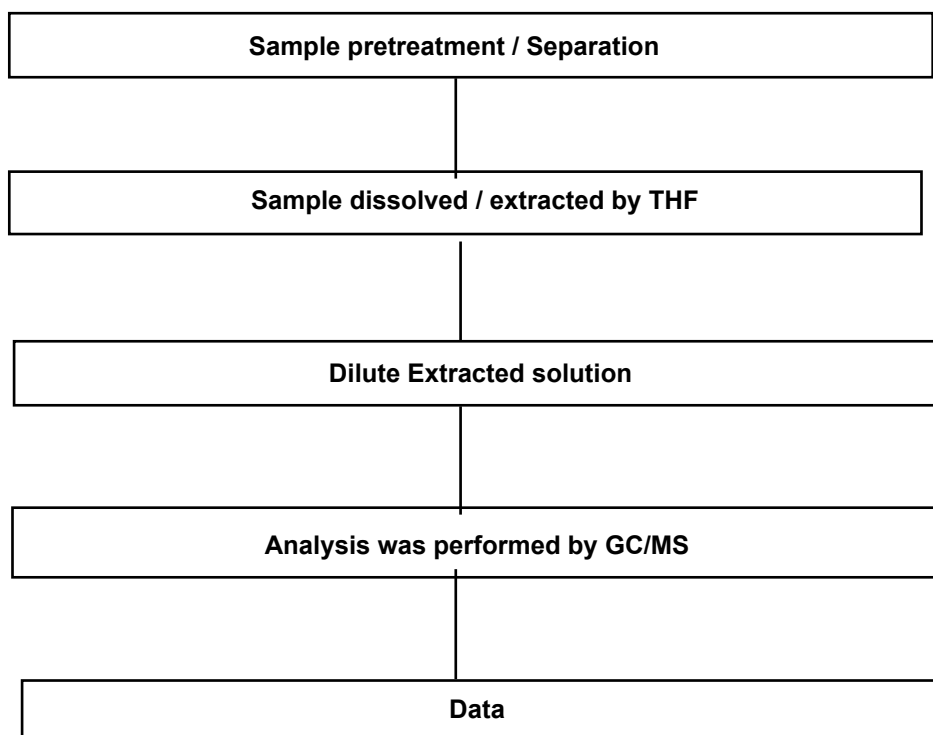 Sample pretreatment / Separation
Sample dissolved / extracted by THF
Dilute Extracted solution
Analysis was performed by GC/MS
Data